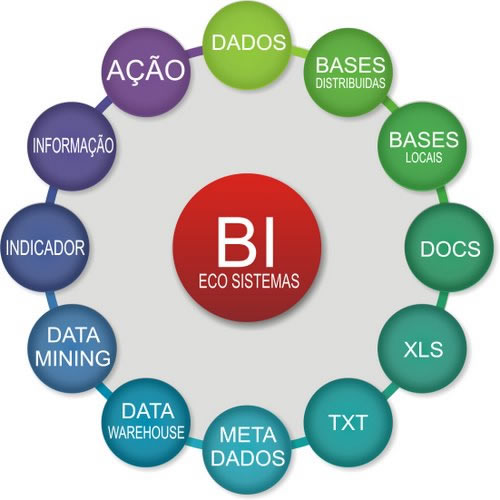 DADOS
BASES
DISTRIBUIDAS
BASES
LOCAIS
DOCS
XLS
TXT
META
DADOS
DATA
WAREHOUSE
DATA
MINING
INDICADOR
INFORMAÇÃO
AÇÃO
BI
ECO SISTEMAS